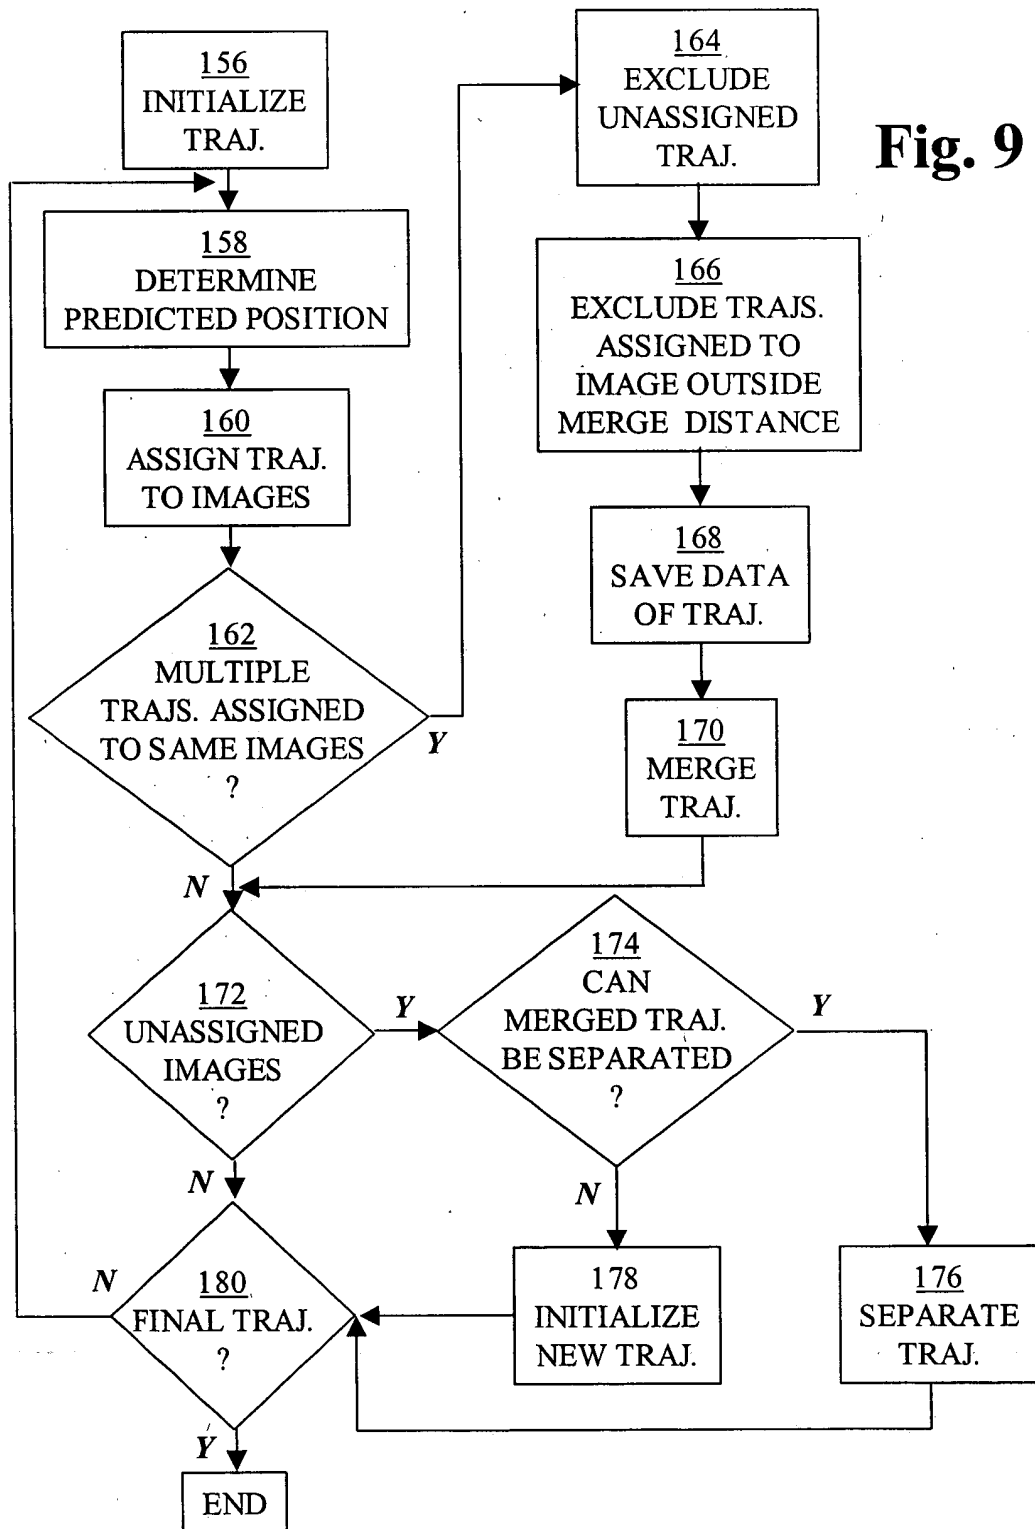 156
INITIALIZE
TRAJ.
158
DETERMINE
PREDICTED POSITION
160
ASSIGN TRAJ.
TO IMAGES
162
MULTIPLE
TRAJS. ASSIGNED
TO SAME IMAGES
?
Y
N
164
EXCLUDE
UNASSIGNED
TRAJ.
Fig. 9
166
EXCLUDE TRAJS.
ASSIGNED TO
IMAGE OUTSIDE
MERGE DISTANCE
168
SAVE DATA
OF TRAJ.
170
MERGE
TRAJ.
172
UNASSIGNED
IMAGES
?
Y
N
174
CAN
MERGED TRAJ.
BE SEPARATED
?
Y
N
178
INITIALIZE
NEW TRAJ.
176
SEPARATE
TRAJ.
180
FINAL TRAJ.
?
N
Y
END